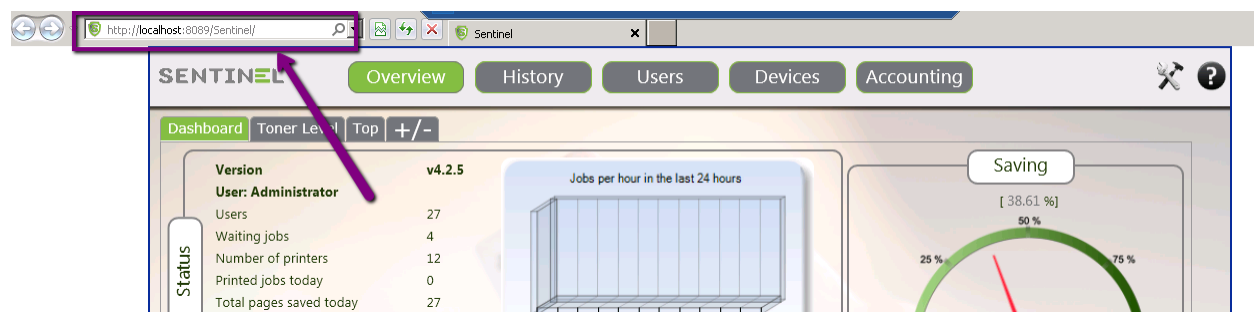 http://localhost:8089/Sentinel/
Sentinel
SENTINEL
Overview
History
Users
Devices
Accounting
?
Dashboard
Toner Level
Top
+/-
Version v4.2.5
User: Administrator
Users 27
Waiting jobs 4
Number of printers 12
Printed jobs today 0
Total pages saved today 27
Status
Jobs per hour in the last 24 hours
Saving
[ 38.61 %]
50 %
25 %
75 %